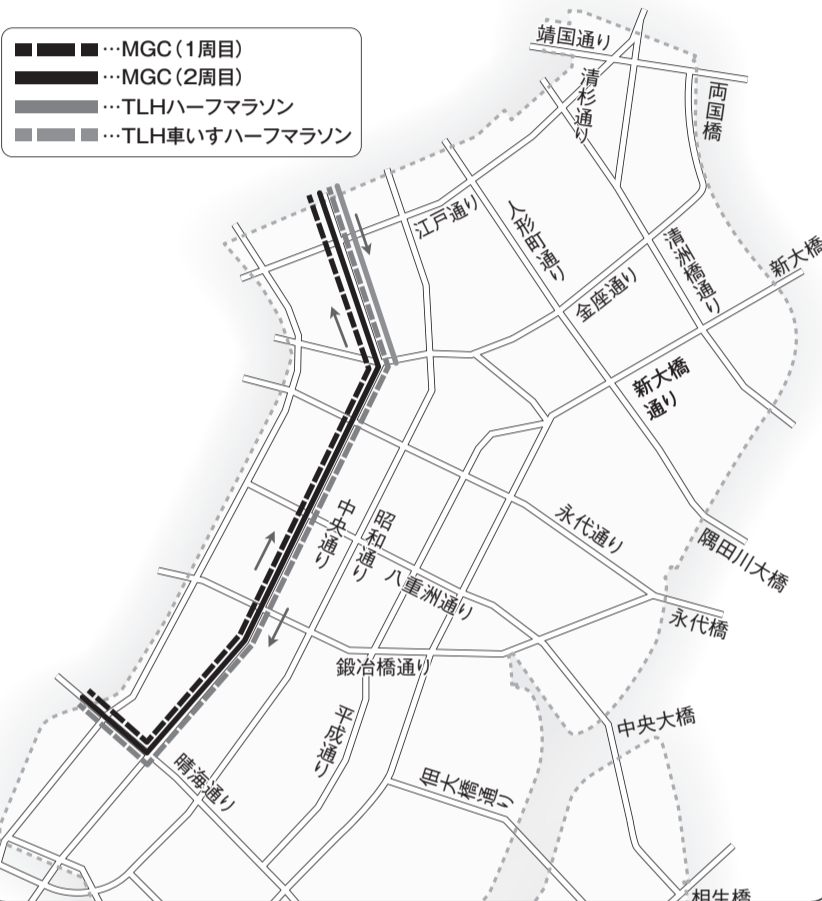 …MGC（1周目）
…MGC（2周目）
…TLHハーフマラソン
…TLH車いすハーフマラソン
靖国通り
清杉通り
両国橋
江戸通り
人形町通り
金座通り
清洲橋通り
新大橋
新大橋通り
中央通り
昭和通り
永代通り
八重洲通り
隅田川大橋
永代橋
鍛冶橋通り
平成通り
中央大橋
晴海通り
佃大橋通り
相生橋